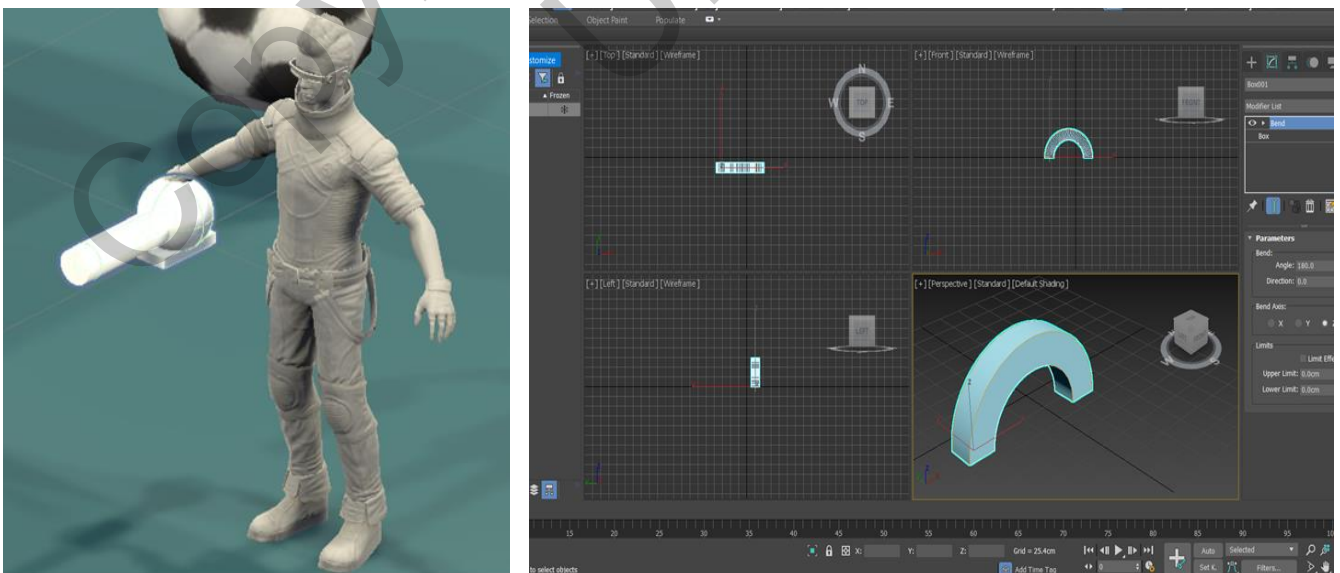 Selection Object Paint Populate
stomize
[+] [Top] [Standard] [Wireframe]
[+] [Front] [Standard] [Wireframe]
▲ Frozen
N
W TOP E
S
FRONT
Box001
Modifier List
Bend
Box
Parameters
Bend:
Angle: 180.0
Direction: 0.0
Bend Axis:
X Y Z
Limits
Limit Effe
Upper Limit: 0.0cm
Lower Limit: 0.0cm
[+] [Left] [Standard] [Wireframe]
[+] [Perspective] [Standard] [Default Shading]
LEFT
15 20 25 30 35 40 45 50 55 60 65 70 75 80 85 90 95 10
X: Y: Z: Grid = 25.4cm Auto Selected
to select objects Add Time Tag 0 Set K. Filters...
Copy